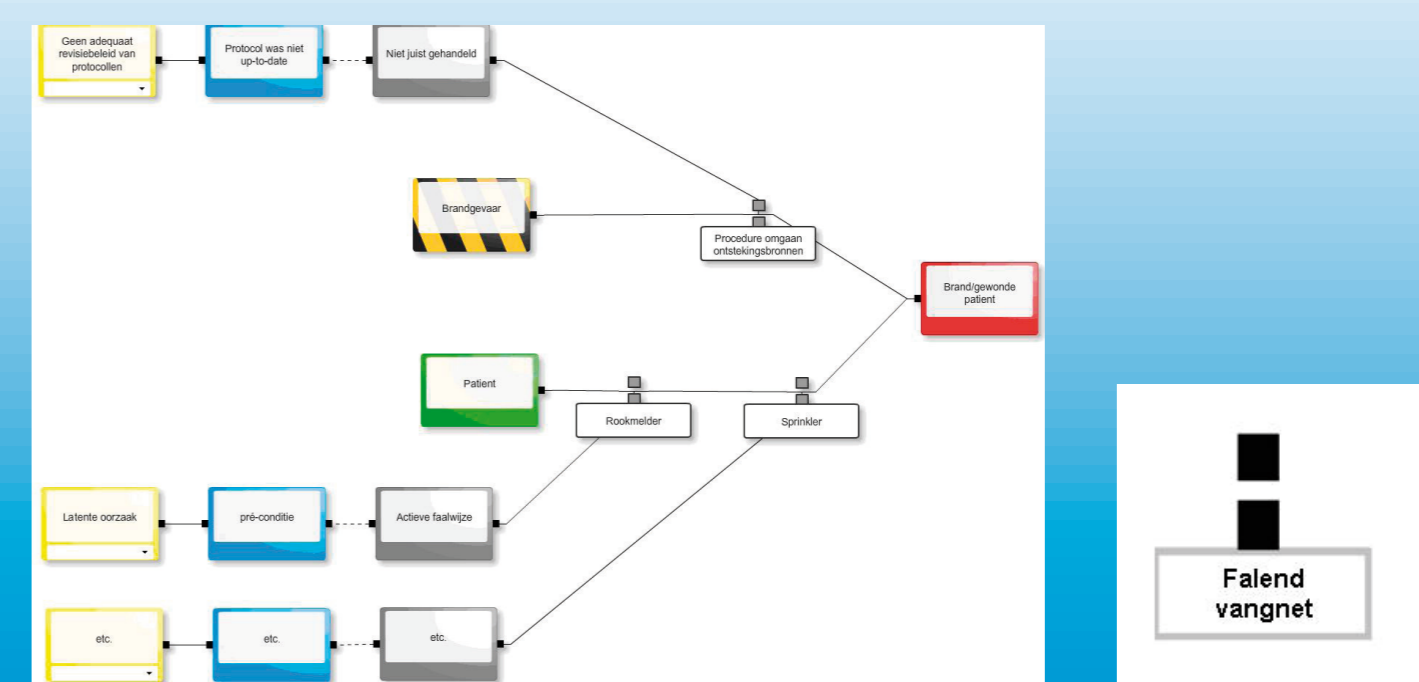 Geen adequaat
revisiebeleid van
protocollen
Protocol was niet
up-to-date
Niet juist gehandeld
Brandgevaar
Procedure omgaan
ontstekingsbronnen
Brand/gewonde
patient
Patient
Rookmelder
Sprinkler
Latente oorzaak
pré-conditie
Actieve faalwijze
etc.
etc.
etc.
Falend
vangnet